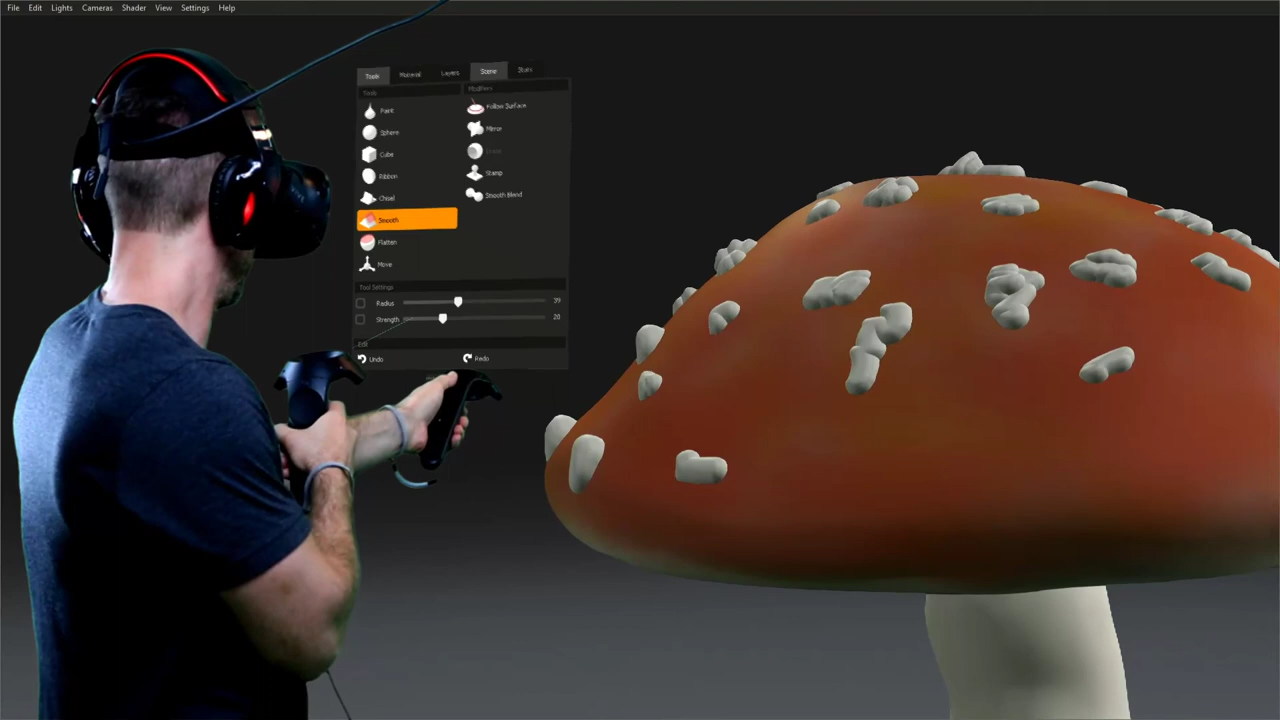 File Edit Lights Cameras Shader View Settings Help
Tools Material Layers Scene Stats
Tools Modifiers
Paint Follow Surface
Sphere Mirror
Cube
Ribbon Stamp
Chisel Smooth Blend
Smooth
Flatten
Move
Tool Settings
Radius 39
Strength 20
Edit
Undo Redo